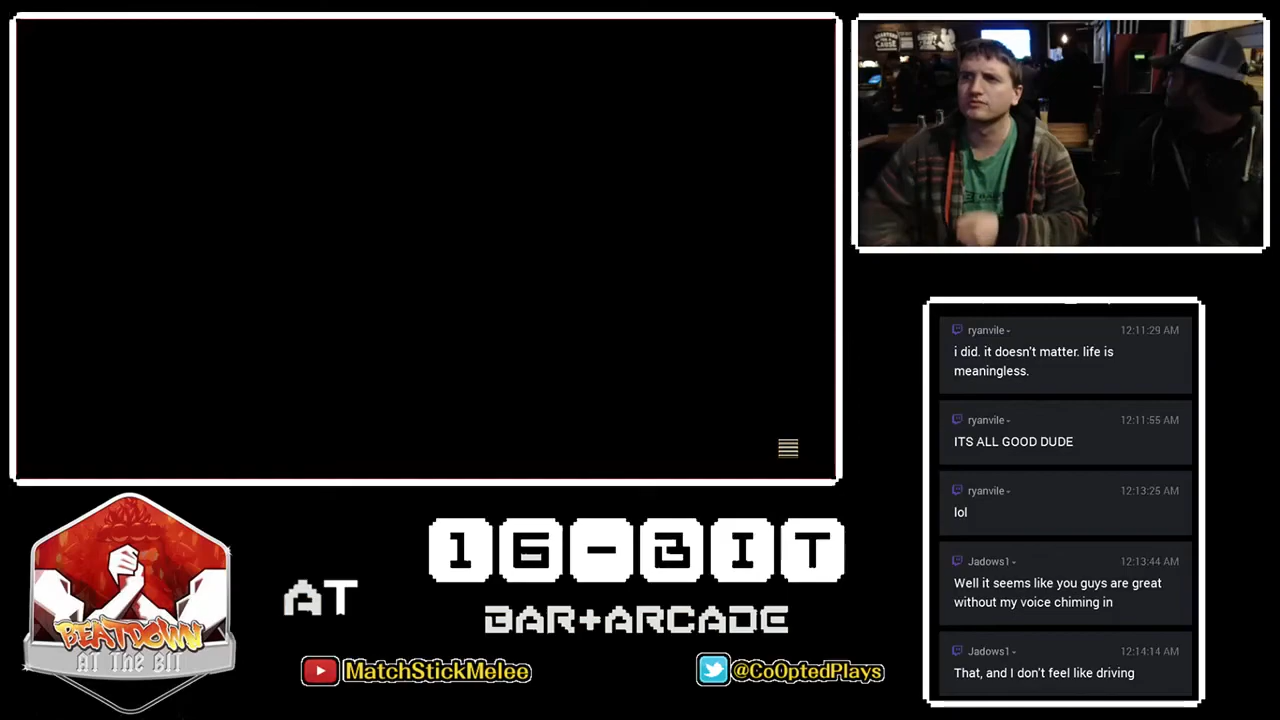 ryanvile -
12:11:29 AM
i did. it doesn't matter. life is
meaningless.
ryanvile -
12:11:55 AM
ITS ALL GOOD DUDE
ryanvile -
12:13:25 AM
lol
Jadows1 -
12:13:44 AM
Well it seems like you guys are great
without my voice chiming in
Jadows1 -
12:14:14 AM
That, and I don't feel like driving
BEATDOWN
AT THE BIT
AT
16-BIT
BAR+ARCADE
MatchStickMelee
@CoOptedPlays